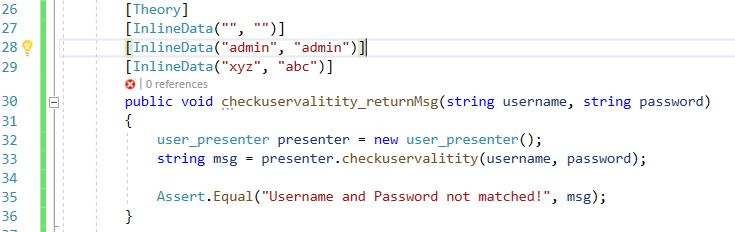 26 [Theory]
27 [InlineData("", "")]
28 [InlineData("admin", "admin")]
29 [InlineData("xyz", "abc")]
| 0 references
30 public void checkuservalitity_returnMsg(string username, string password)
31 {
32 user_presenter presenter = new user_presenter();
33 string msg = presenter.checkuservalitity(username, password);
34
35 Assert.Equal("Username and Password not matched!", msg);
36 }